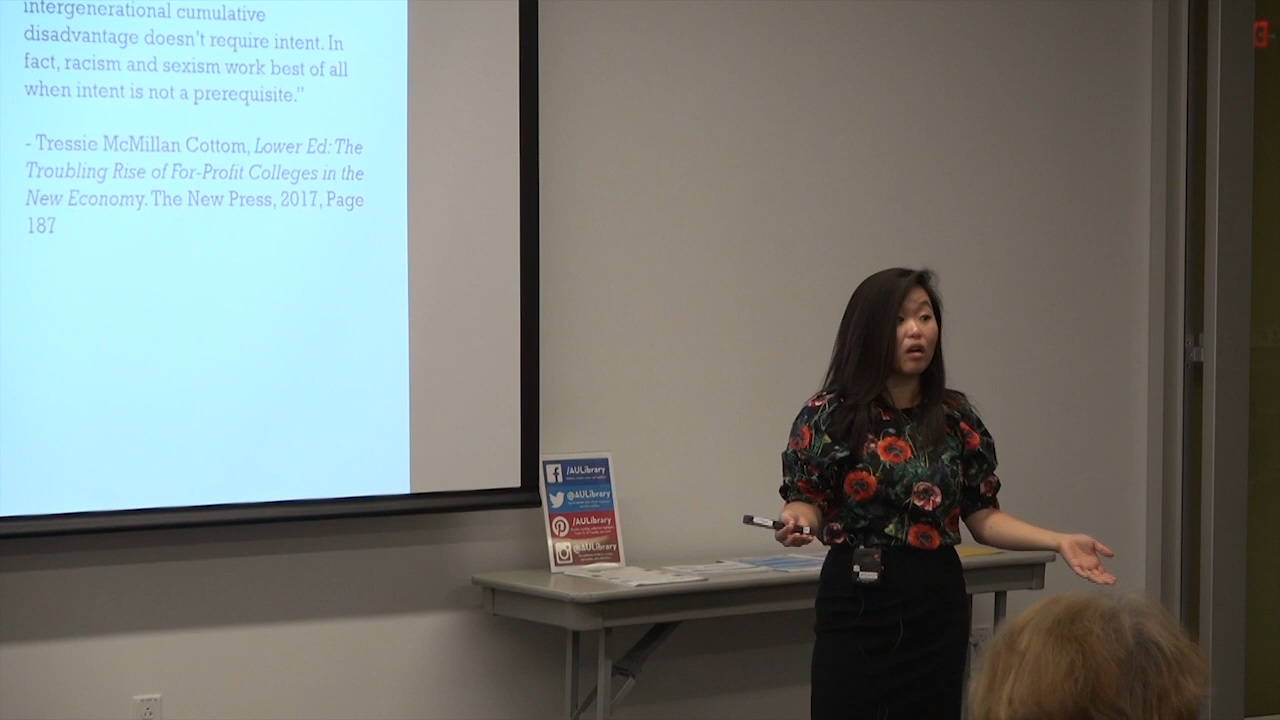 intergenerational cumulative
disadvantage doesn't require intent. In
fact, racism and sexism work best of all
when intent is not a prerequisite."
- Tressie McMillan Cottom, Lower Ed: The
Troubling Rise of For-Profit Colleges in the
New Economy. The New Press, 2017, Page
187
/AULibrary
@AULibrary
/AULibrary
@AULibrary